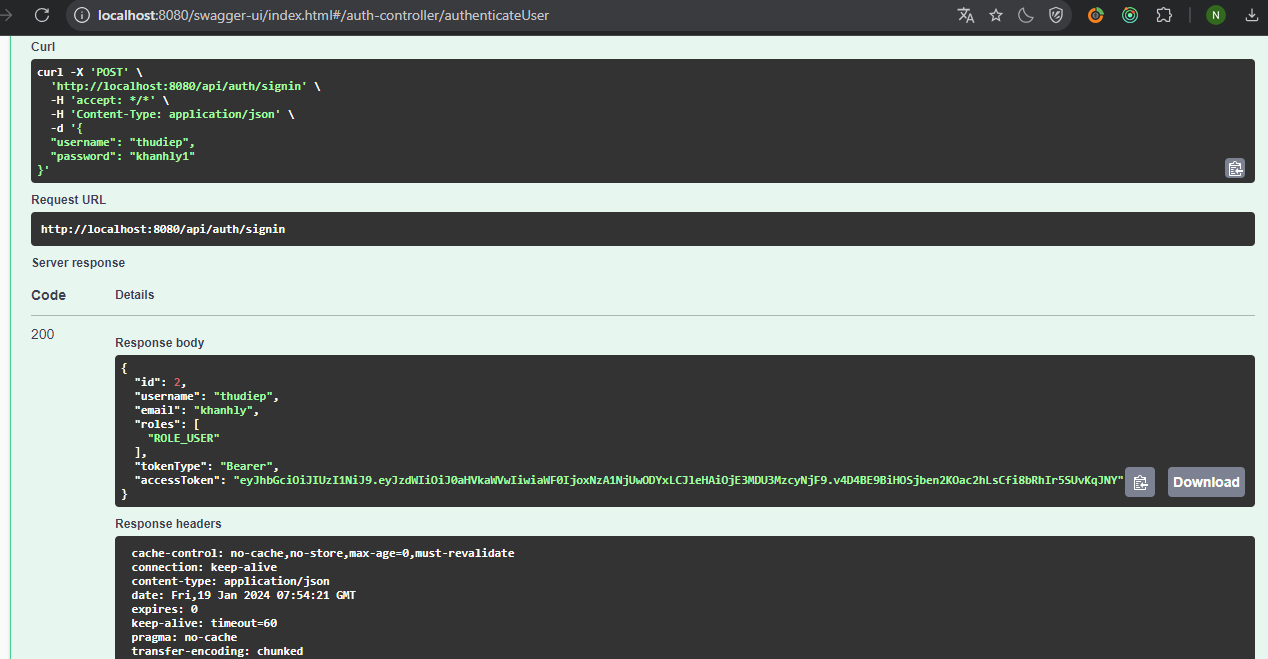 localhost:8080/swagger-ui/index.html#/auth-controller/authenticateUser
N
Curl
curl -X 'POST' \
'http://localhost:8080/api/auth/signin' \
-H 'accept: */*' \
-H 'Content-Type: application/json' \
-d '{
"username": "thudiep",
"password": "khanhly1"
}'
Request URL
http://localhost:8080/api/auth/signin
Server response
Code Details
200
Response body
{
"id": 2,
"username": "thudiep",
"email": "khanhly",
"roles": [
"ROLE_USER"
],
"tokenType": "Bearer",
"accessToken": "eyJhbGciOiJIUzI1NiJ9.eyJzdWIiOiJ0aHVkaWVwIiwiaWF0IjoxNzA1NjUwODYxLCJleHAiOjE3MDU3MzcyNjF9.v4D4BE9BiHOSjben2KOac2hLsCfi8bRhIr5SUvKqJNY"
}
Download
Response headers
cache-control: no-cache,no-store,max-age=0,must-revalidate
connection: keep-alive
content-type: application/json
date: Fri,19 Jan 2024 07:54:21 GMT
expires: 0
keep-alive: timeout=60
pragma: no-cache
transfer-encoding: chunked